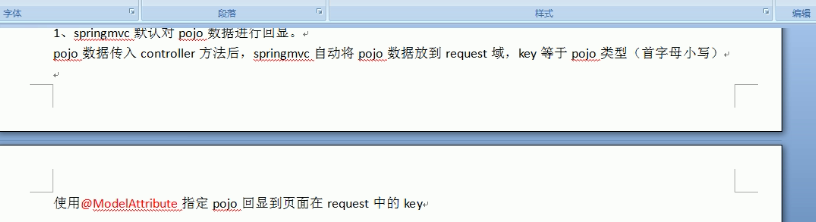 字体
段落
样式
编辑
1、springmvc 默认对 pojo 数据进行回显。
pojo 数据传入 controller 方法后，springmvc 自动将 pojo 数据放到 request 域，key 等于 pojo 类型（首字母小写）
使用@ModelAttribute 指定 pojo 回显到页面在 request 中的 key